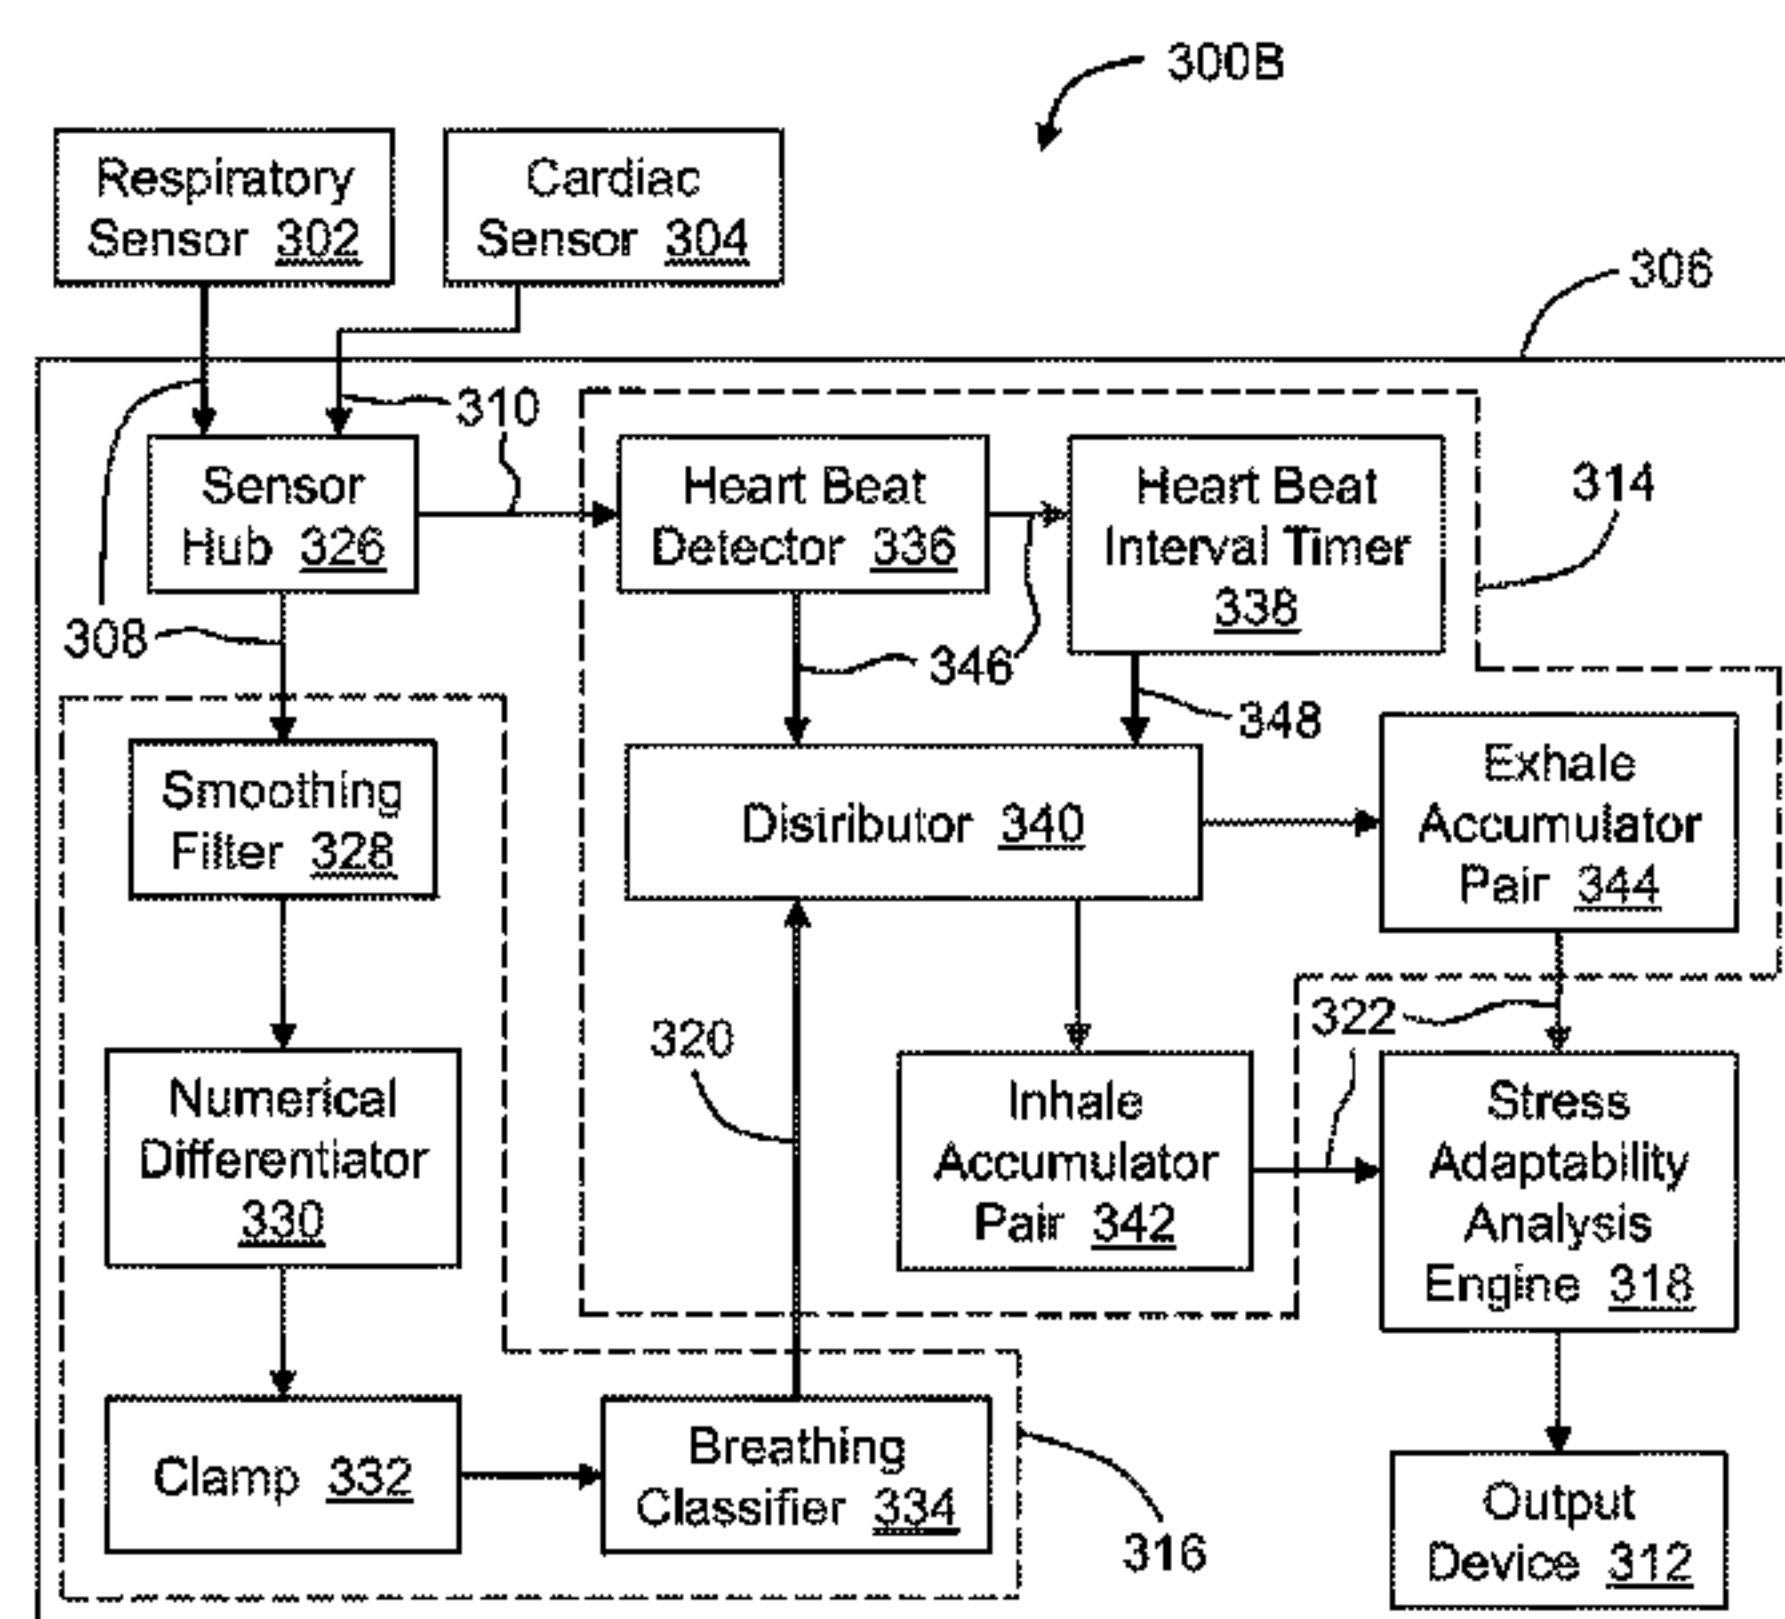 300B
Respiratory
Sensor 302
Cardiac
Sensor 304
306
308
310
Sensor
Hub 326
Heart Beat
Detector 336
Heart Beat
Interval Timer
338
314
308
346
348
Smoothing
Filter 328
Distributor 340
Exhale
Accumulator
Pair 344
322
320
Numerical
Differentiator
330
Inhale
Accumulator
Pair 342
Stress
Adaptability
Analysis
Engine 318
Clamp 332
Breathing
Classifier 334
316
Output
Device 312